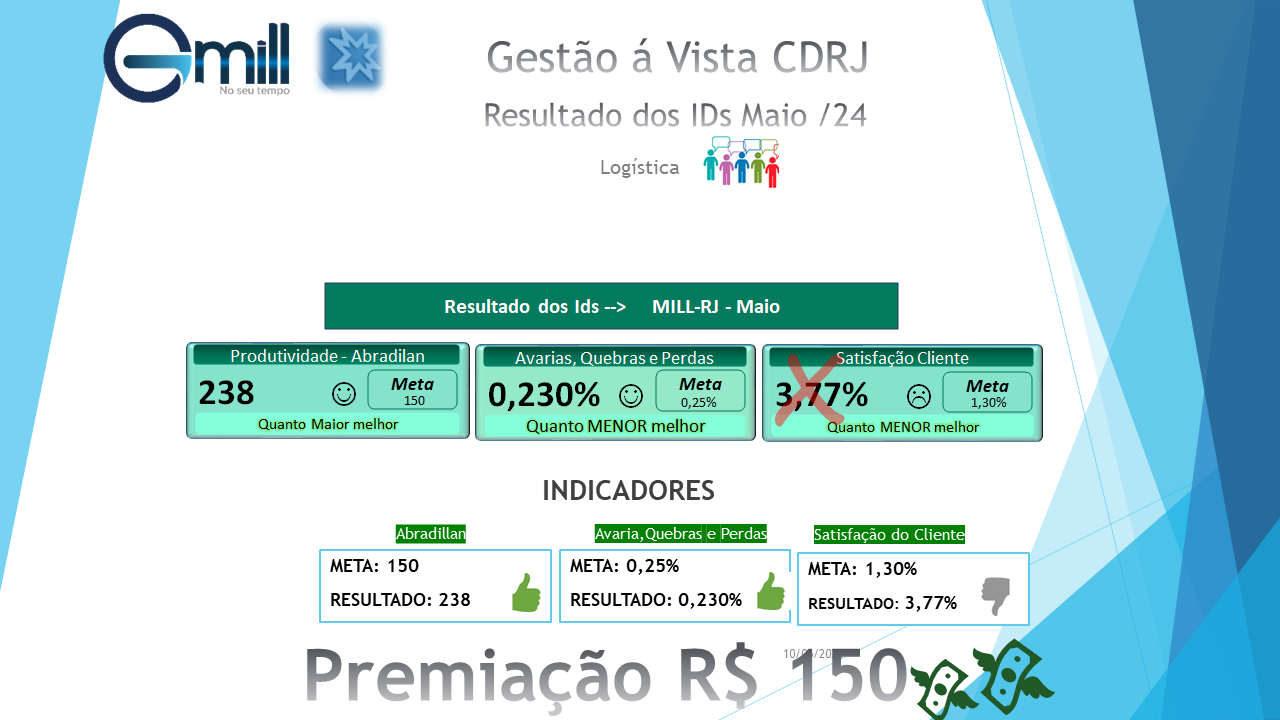 emill
No seu tempo
Gestão á Vista CDRJ
Resultado dos IDs Maio /24
Logística
Resultado dos Ids --> MILL-RJ - Maio
Produtividade - Abradilan
238
Meta
150
Quanto Maior melhor
Avarias, Quebras e Perdas
0,230%
Meta
0,25%
Quanto MENOR melhor
Satisfação Cliente
3,77%
Meta
1,30%
Quanto MENOR melhor
INDICADORES
Abradillan
META: 150
RESULTADO: 238
Avaria,Quebras e Perdas
META: 0,25%
RESULTADO: 0,230%
Satisfação do Cliente
META: 1,30%
RESULTADO: 3,77%
Premiação R$ 150